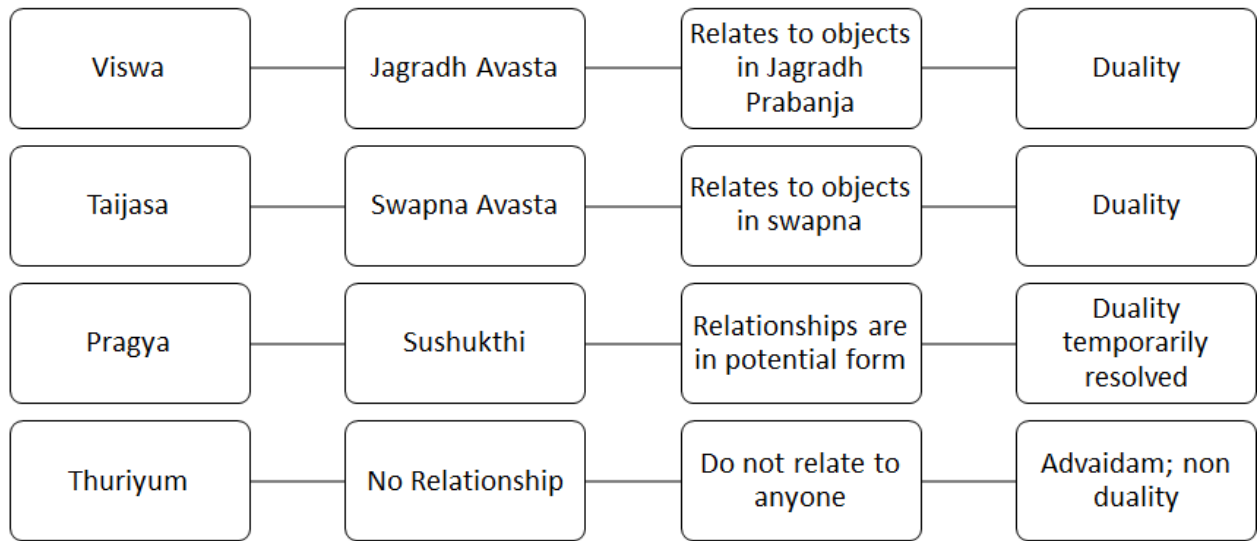 Viswa
Jagradh Avasta
Relates to objects
in Jagradh
Prabanja
Duality
Taijasa
Swapna Avasta
Relates to objects
in swapna
Duality
Pragya
Sushukthi
Relationships are
in potential form
Duality
temporarily
resolved
Thuriyum
No Relationship
Do not relate to
anyone
Advaidam; non
duality